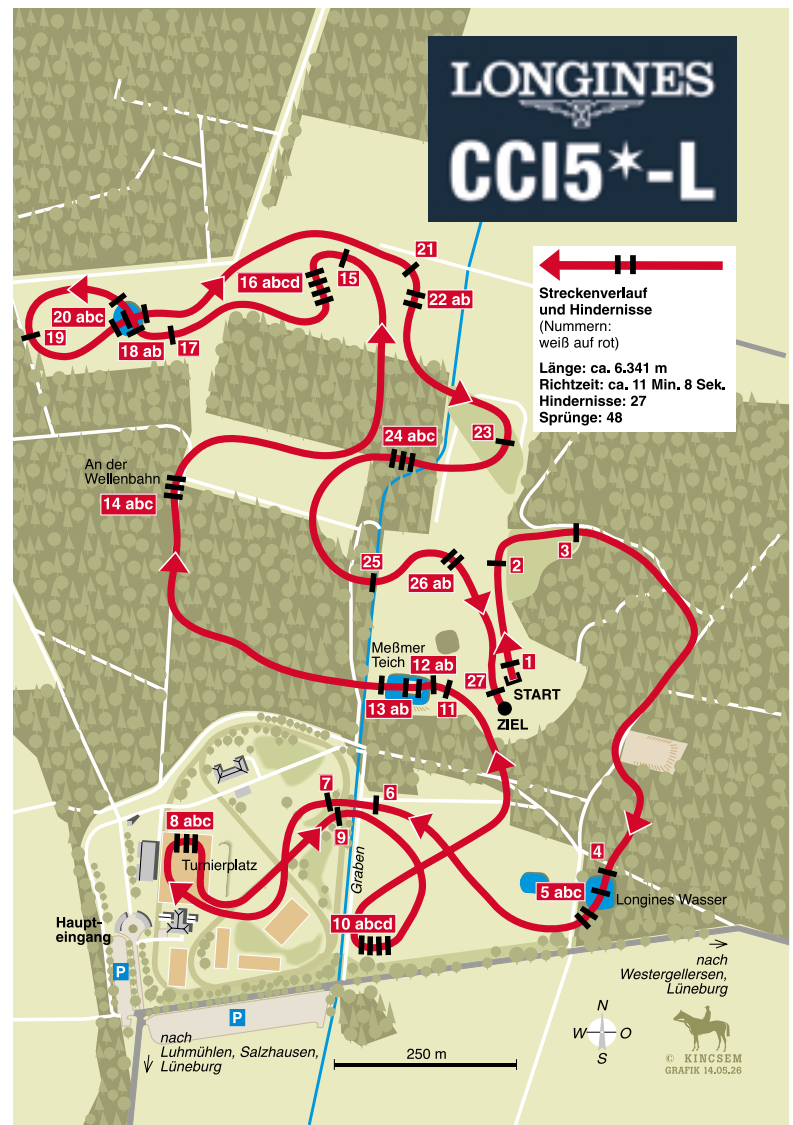 LONGINES
CCI5*-L
Streckenverlauf
und Hindernisse
(Nummern:
weiß auf rot)
Länge: ca. 6.341 m
Richtzeit: ca. 11 Min. 8 Sek.
Hindernisse: 27
Sprünge: 48
21
15
16 abcd
22 ab
20 abc
19
18 ab
17
23
24 abc
An der
Wellenbahn
14 abc
3
2
25
26 ab
Meßmer
Teich
12 ab
1
27
START
13 ab
11
ZIEL
7
6
8 abc
9
Turnierplatz
4
5 abc
Longines Wasser
Graben
Haupt-
eingang
10 abcd
P
P
nach
Westergellersen,
Lüneburg
nach
Luhmühlen, Salzhausen,
Lüneburg
250 m
N
W
O
S
© KINCSEM
GRAFIK 14.05.26